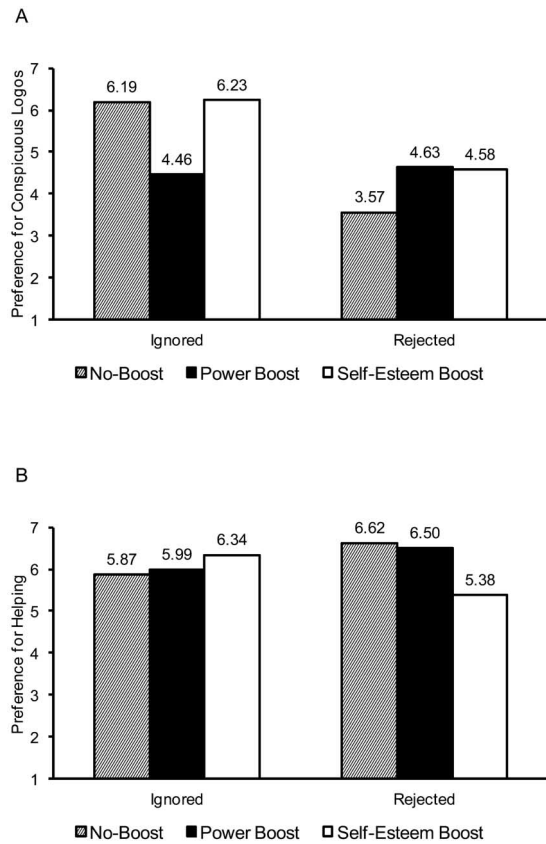 A
Preference for Conspicuous Logos
7
6
5
4
3
2
1
6.19
4.46
6.23
3.57
4.63
4.58
Ignored
Rejected
No-Boost
Power Boost
Self-Esteem Boost
B
Preference for Helping
7
6
5
4
3
2
1
5.87
5.99
6.34
6.62
6.50
5.38
Ignored
Rejected
No-Boost
Power Boost
Self-Esteem Boost